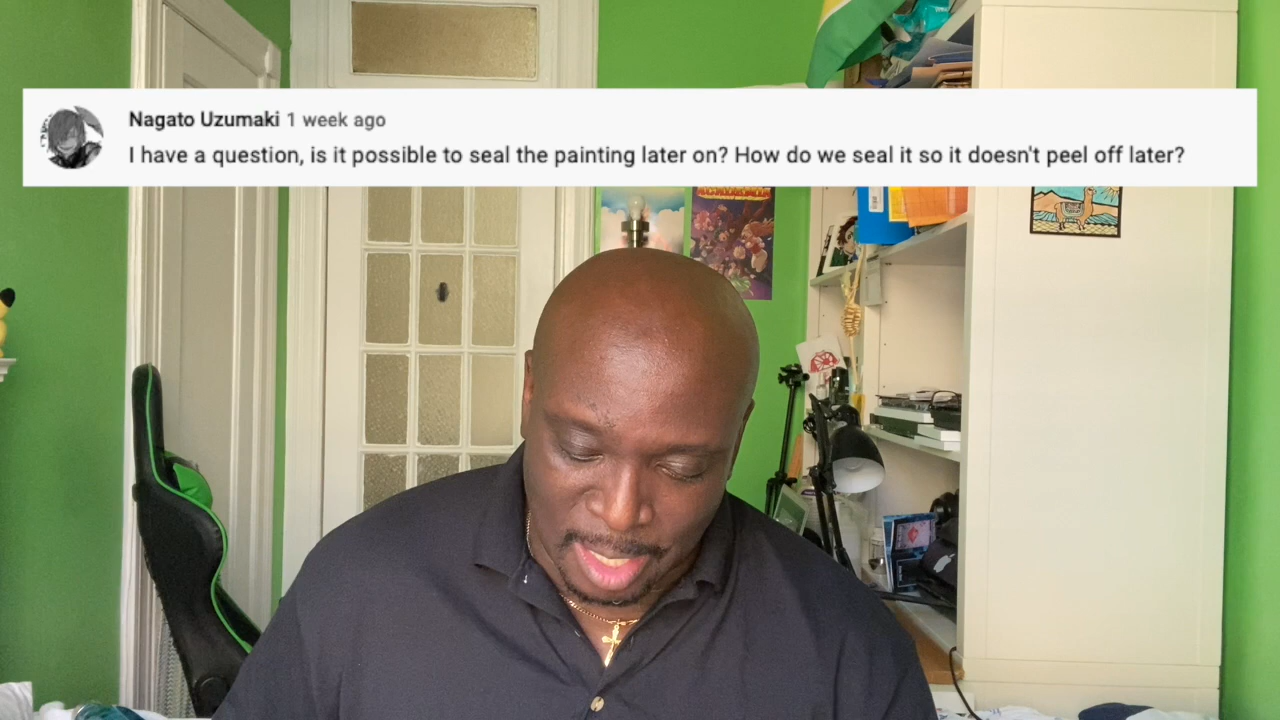 Nagato Uzumaki 1 week ago
I have a question, is it possible to seal the painting later on? How do we seal it so it doesn't peel off later?